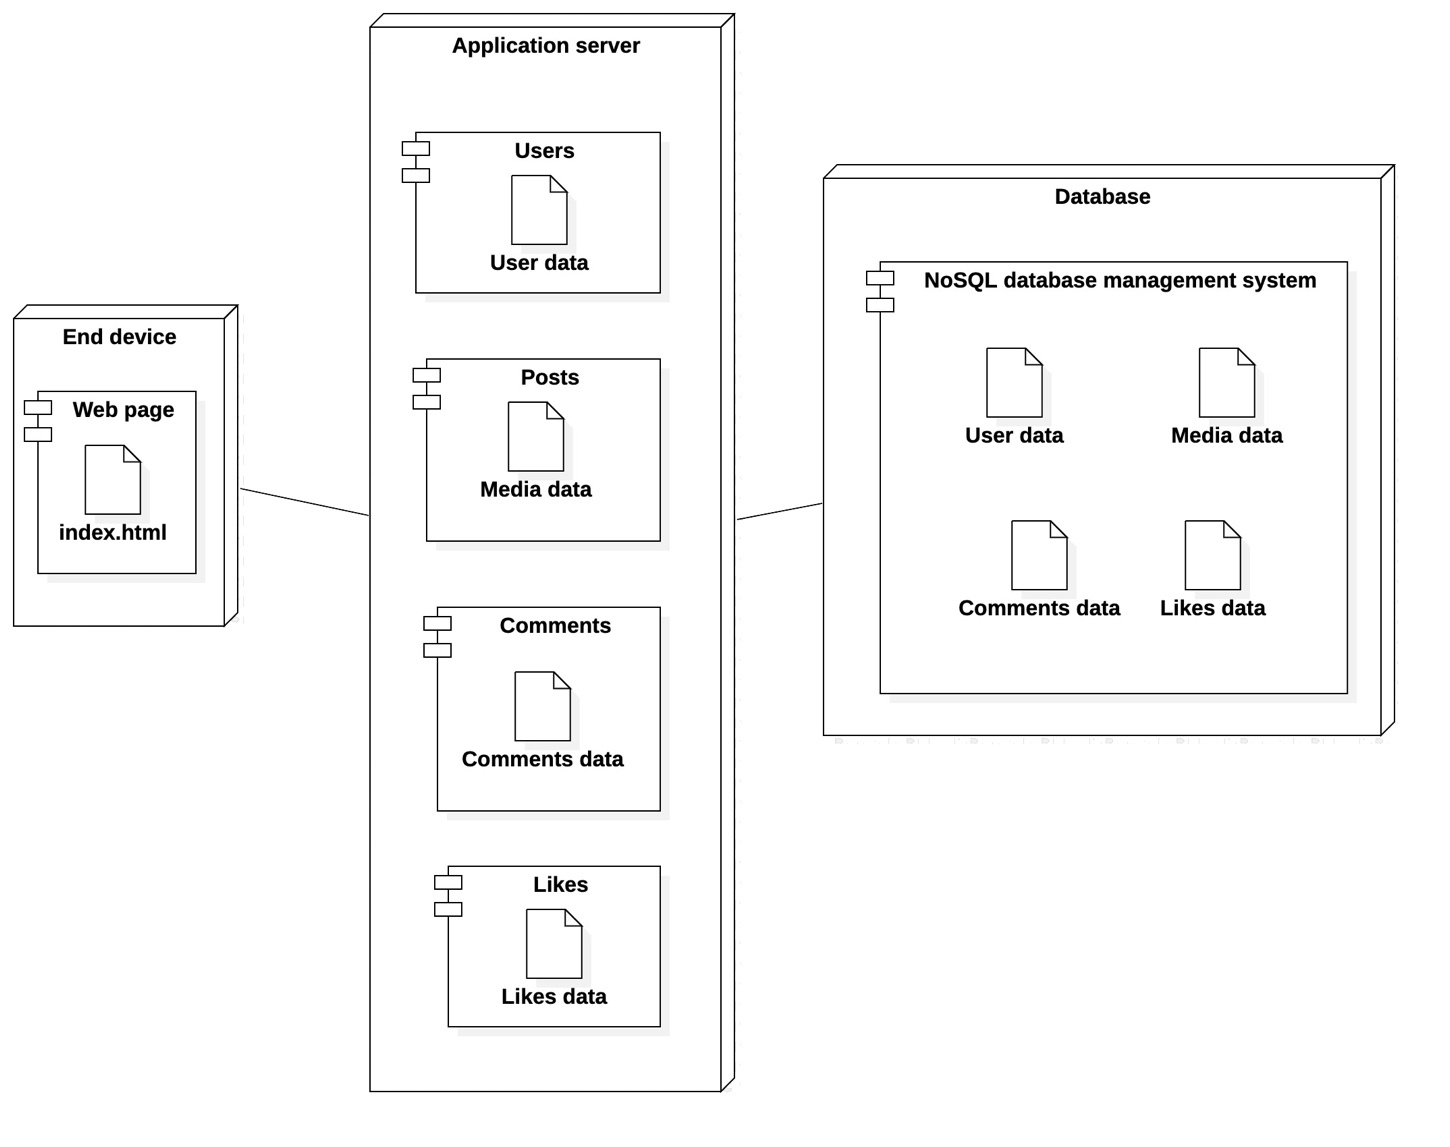 End device
Web page
index.html
Application server
Users
User data
Posts
Media data
Comments
Comments data
Likes
Likes data
Database
NoSQL database management system
User data
Media data
Comments data
Likes data